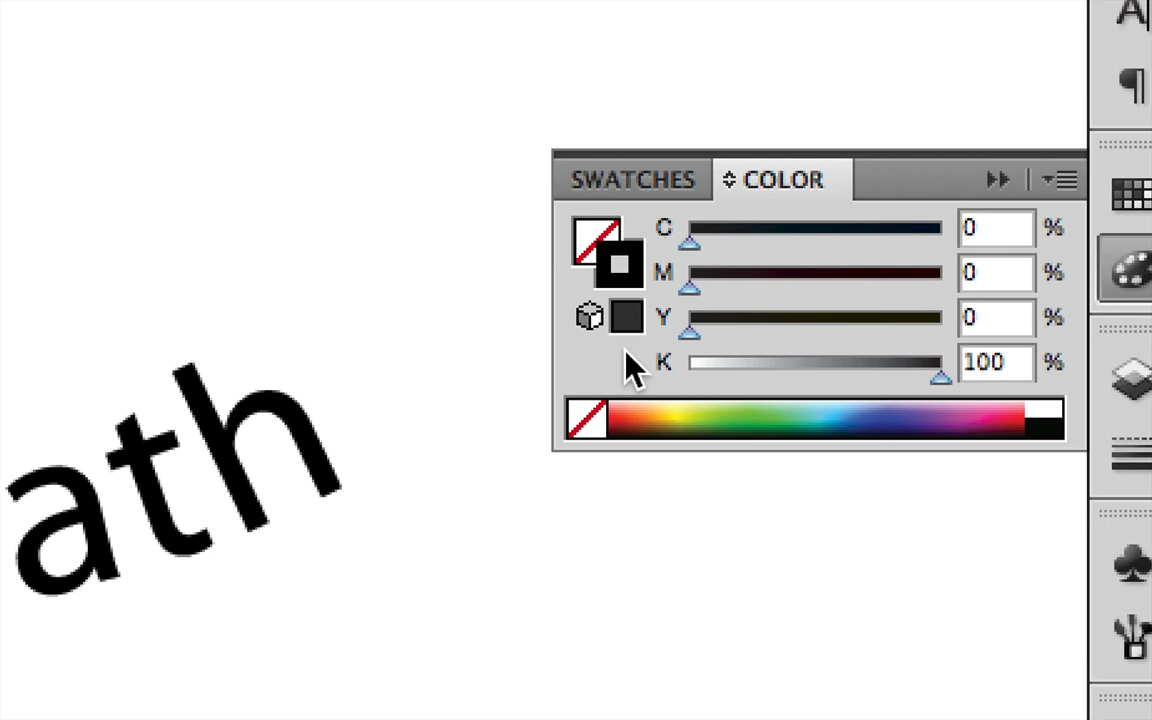 A
¶
SWATCHES COLOR
C 0 %
M 0 %
Y 0 %
K 100 %
ath